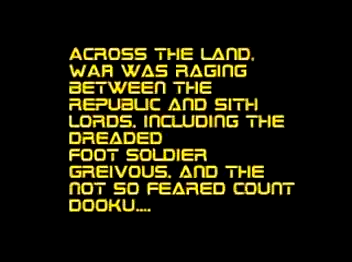 ACROSS THE LAND,
WAR WAS RAGING
BETWEEN THE
REPUBLIC AND SITH
LORDS. INCLUDING THE
DREADED
FOOT SOLDIER
GREIVOUS. AND THE
NOT SO FEARED COUNT
DOOKU....